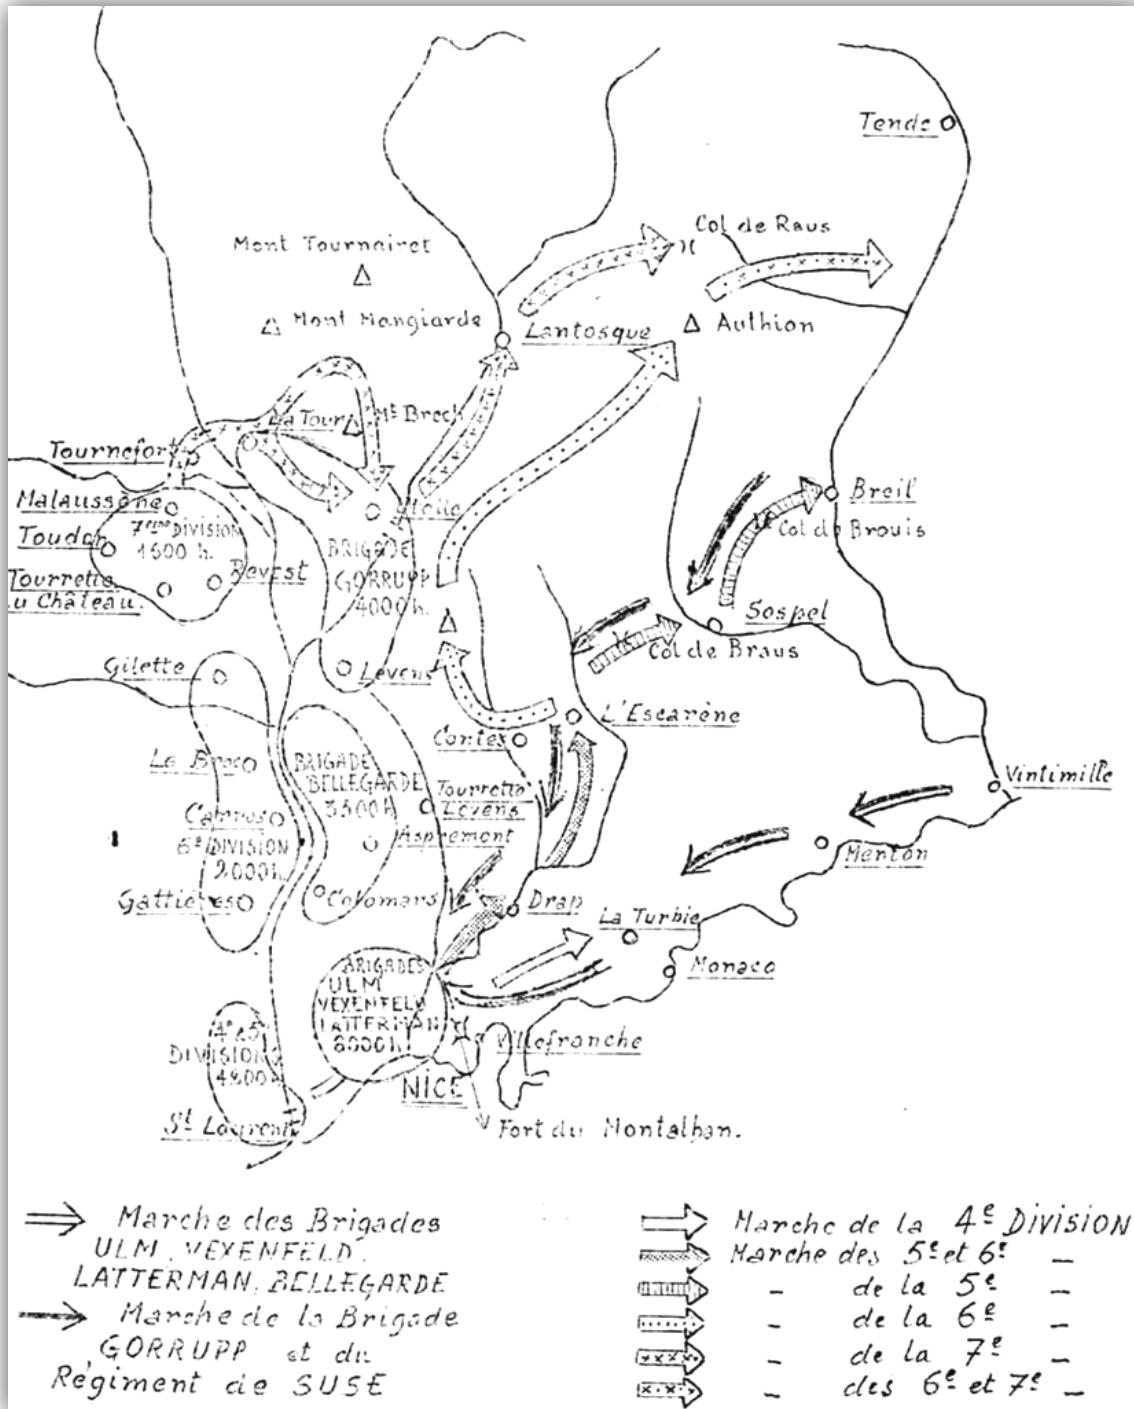 Tende
Col de Raus
Mont Tournairet
Mont Mangiarde
Lantosque
Authion
La Tour
Mt Broch
Tournefort
Malaussène
Utelle
Breil
7ème DIVISION
1600 h.
Col de Brouis
Toudon
BRIGADE
GORRUPP
4000 h.
Revest
Tourrette
du Château.
Sospel
Col de Braus
Gilette
Levens
L'Escarène
Contes
Le Broc
BRIGADE
BELLEGARDE
3500 h
Tourrette
Levens
Vintimille
Carros
6e DIVISION
2000 h.
Aspremont
Menton
Gattières
Colomars
Drap
La Turbie
Monaco
BRIGADES
ULM
VEXENFELD
LATTERMAN
8000 h.
4e 5e
DIVISIONS
4800 h
Villefranche
NICE
St Laurent
Fort du Montalban.
Marche des Brigades
ULM, VEXENFELD,
LATTERMAN, BELLEGARDE
Marche de la Brigade
GORRUPP et du
Régiment de SUSE
Marche de la 4e DIVISION
Marche des 5e et 6e —
- de la 5e —
- de la 6e —
- de la 7e —
- des 6e et 7e —